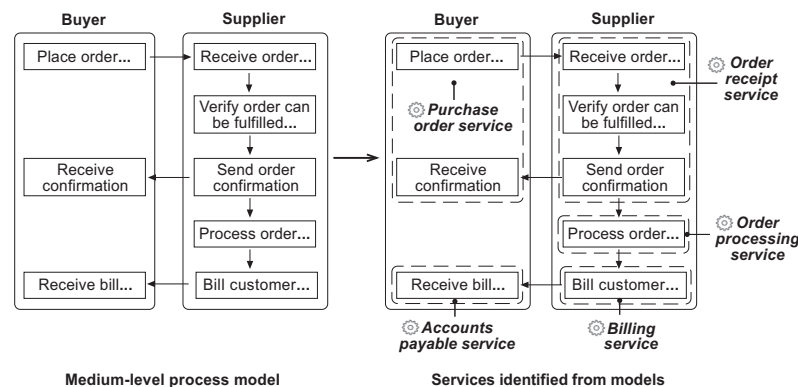 Buyer
Supplier
Place order...
Receive order...
Verify order can
be fulfilled...
Receive
confirmation
Send order
confirmation
Process order...
Receive bill...
Bill customer...
Medium-level process model
Buyer
Supplier
Place order...
Receive order...
Order
receipt
service
Purchase
order service
Verify order can
be fulfilled...
Receive
confirmation
Send order
confirmation
Process order...
Order
processing
service
Receive bill...
Bill customer...
Accounts
payable service
Billing
service
Services identified from models